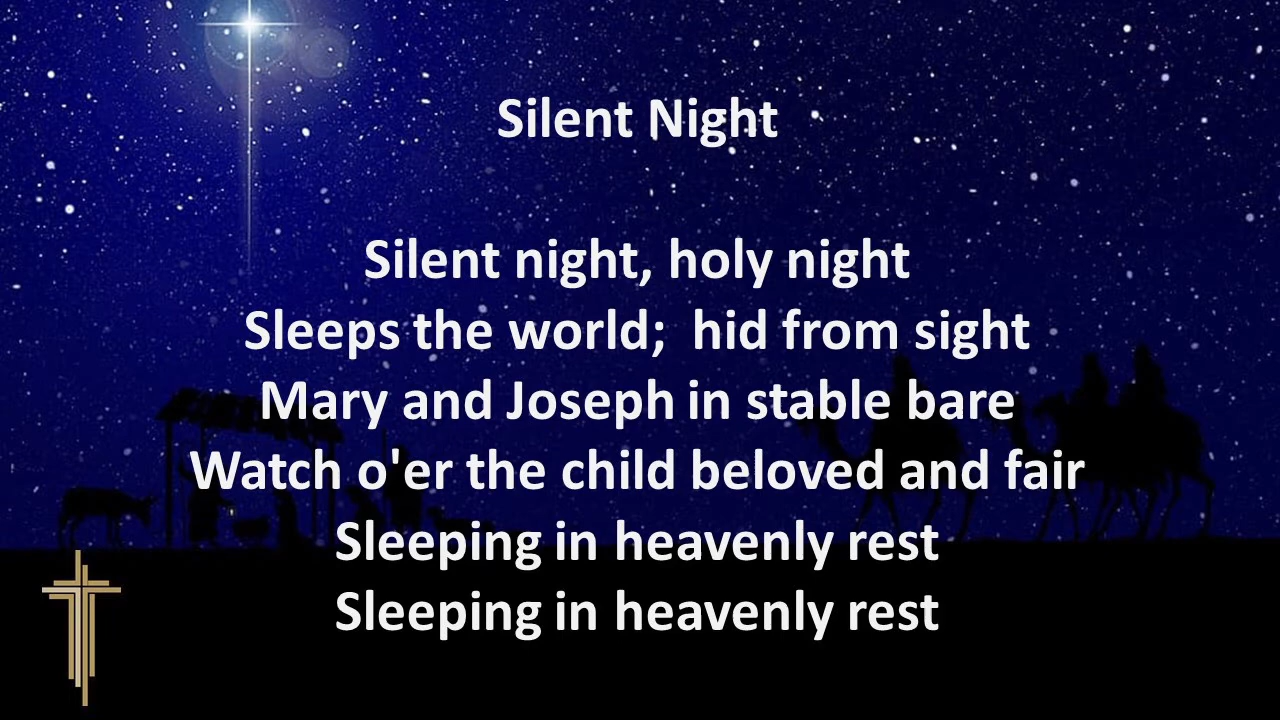 Silent Night
Silent night, holy night
Sleeps the world;  hid from sight
Mary and Joseph in stable bare
Watch o'er the child beloved and fair
Sleeping in heavenly rest
Sleeping in heavenly rest